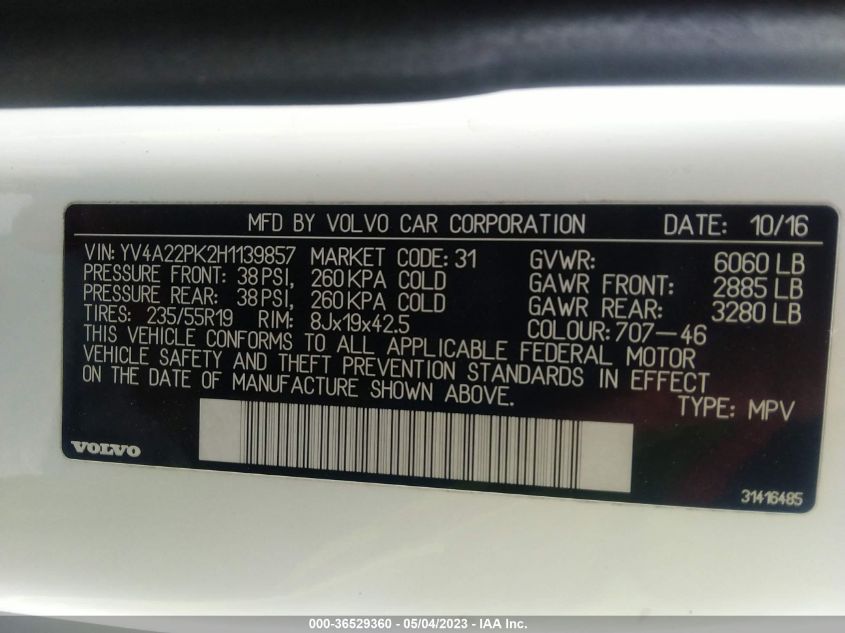 MFD BY VOLVO CAR CORPORATION DATE: 10/16
VIN: YV4A22PK2H1139857 MARKET CODE: 31 GVWR: 6060 LB
PRESSURE FRONT: 38 PSI, 260 KPA COLD GAWR FRONT: 2885 LB
PRESSURE REAR: 38 PSI, 260 KPA COLD GAWR REAR: 3280 LB
TIRES: 235/55R19 RIM: 8Jx19x42.5 COLOUR: 707-46
THIS VEHICLE CONFORMS TO ALL APPLICABLE FEDERAL MOTOR
VEHICLE SAFETY AND THEFT PREVENTION STANDARDS IN EFFECT
ON THE DATE OF MANUFACTURE SHOWN ABOVE.
TYPE: MPV
VOLVO
31416485
000-36529360 - 05/04/2023 - IAA Inc.